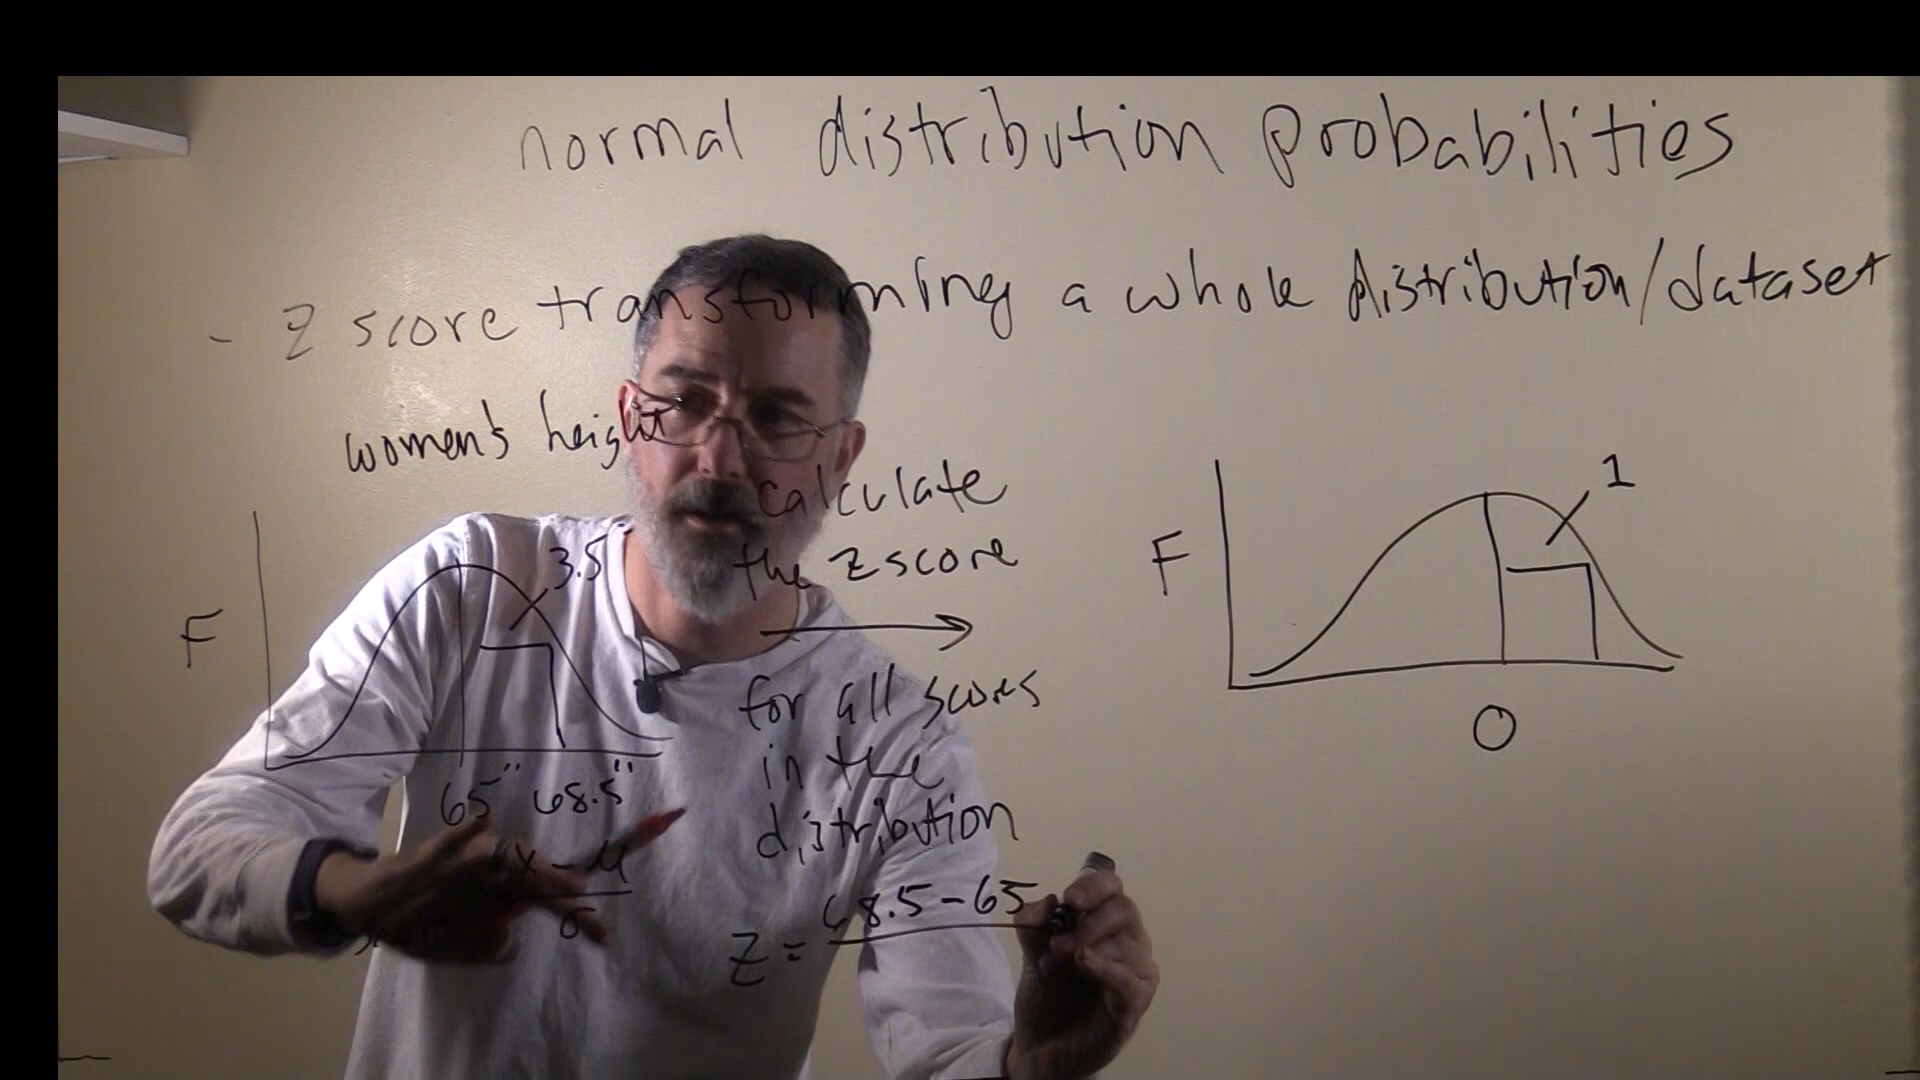 normal distribution probabilities
- Z score transforming a whole distribution/dataset
women's height
calculate
the z score
for all scores
in the
distribution
F
3.5
65" 68.5"
x - μ
σ
Z = 68.5 - 65
F
1
0